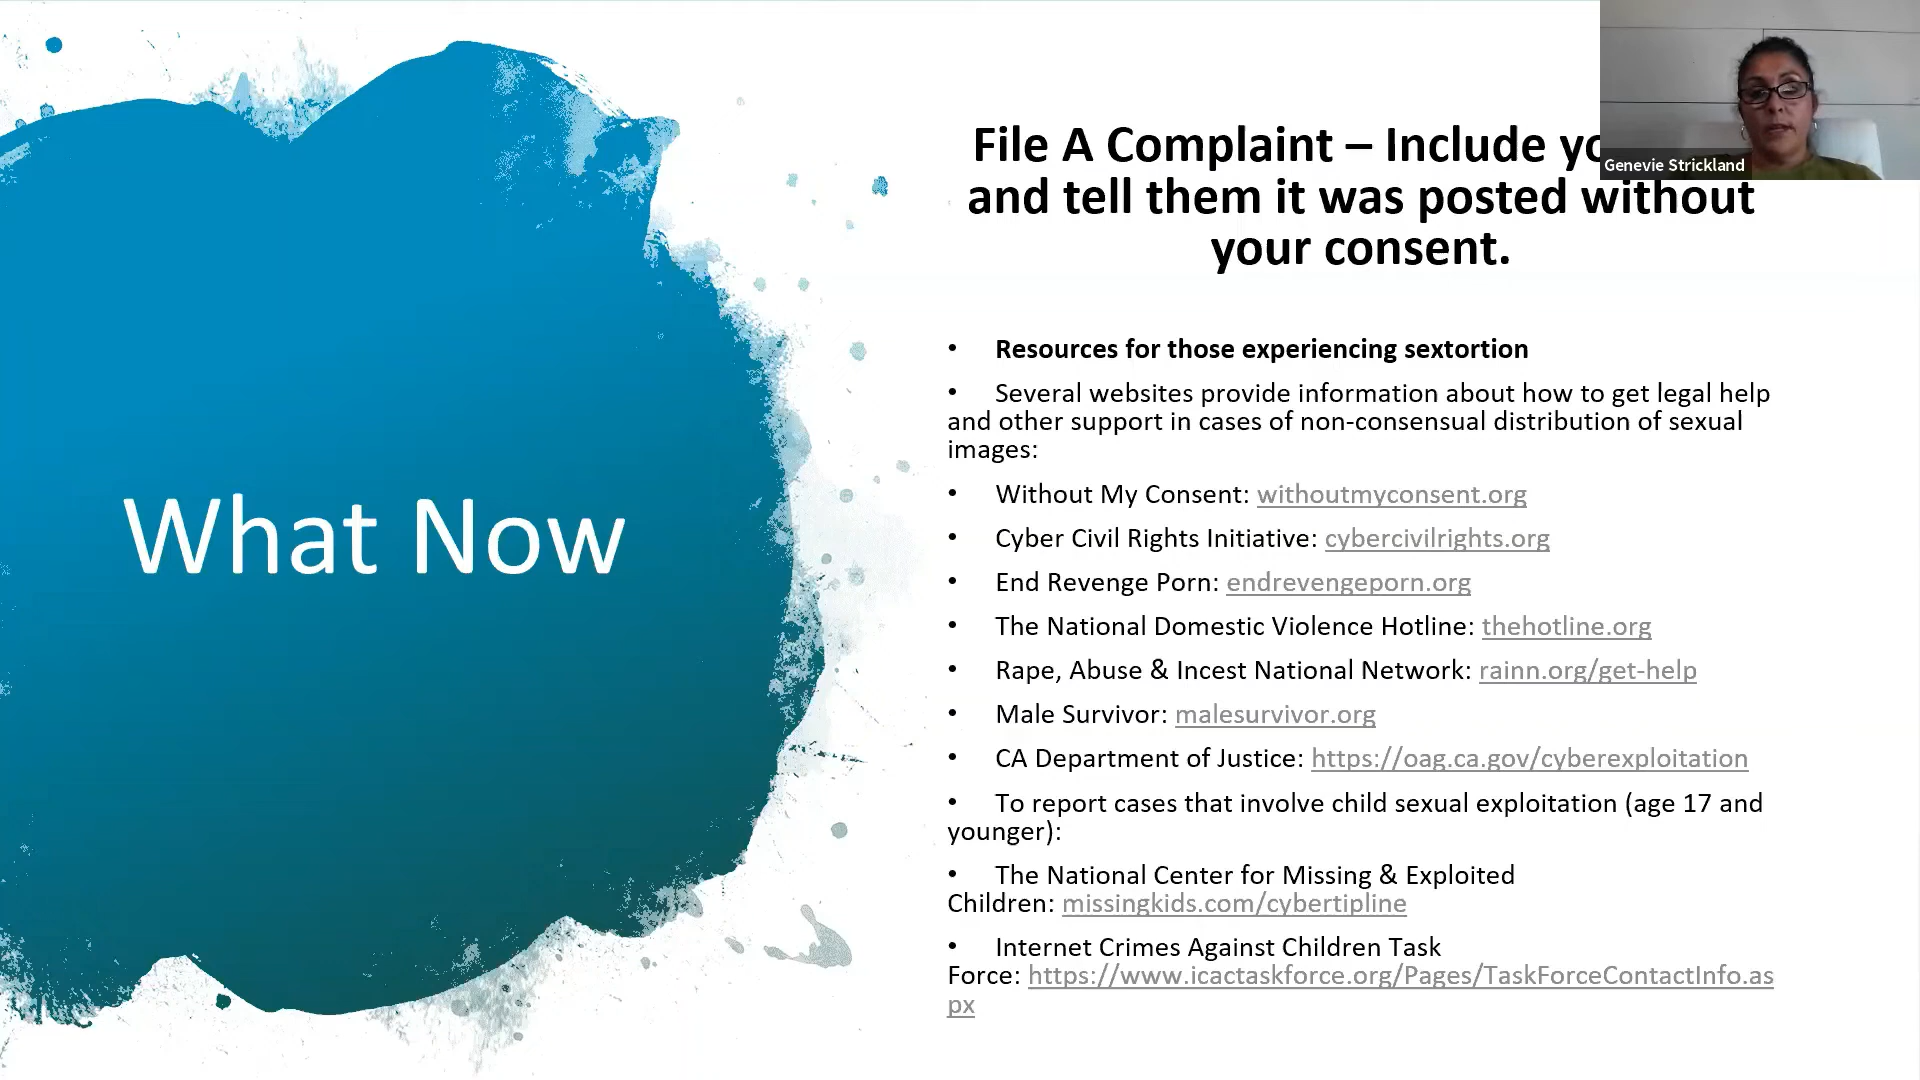 What Now
File A Complaint – Include
and tell them it was posted without
your consent.
Genevie Strickland
• Resources for those experiencing sextortion
• Several websites provide information about how to get legal help
and other support in cases of non-consensual distribution of sexual
images:
• Without My Consent: withoutmyconsent.org
• Cyber Civil Rights Initiative: cybercivilrights.org
• End Revenge Porn: endrevengeporn.org
• The National Domestic Violence Hotline: thehotline.org
• Rape, Abuse & Incest National Network: rainn.org/get-help
• Male Survivor: malesurvivor.org
• CA Department of Justice: https://oag.ca.gov/cyberexploitation
• To report cases that involve child sexual exploitation (age 17 and
younger):
• The National Center for Missing & Exploited
Children: missingkids.com/cybertipline
• Internet Crimes Against Children Task
Force: https://www.icactaskforce.org/Pages/TaskForceContactInfo.as
px